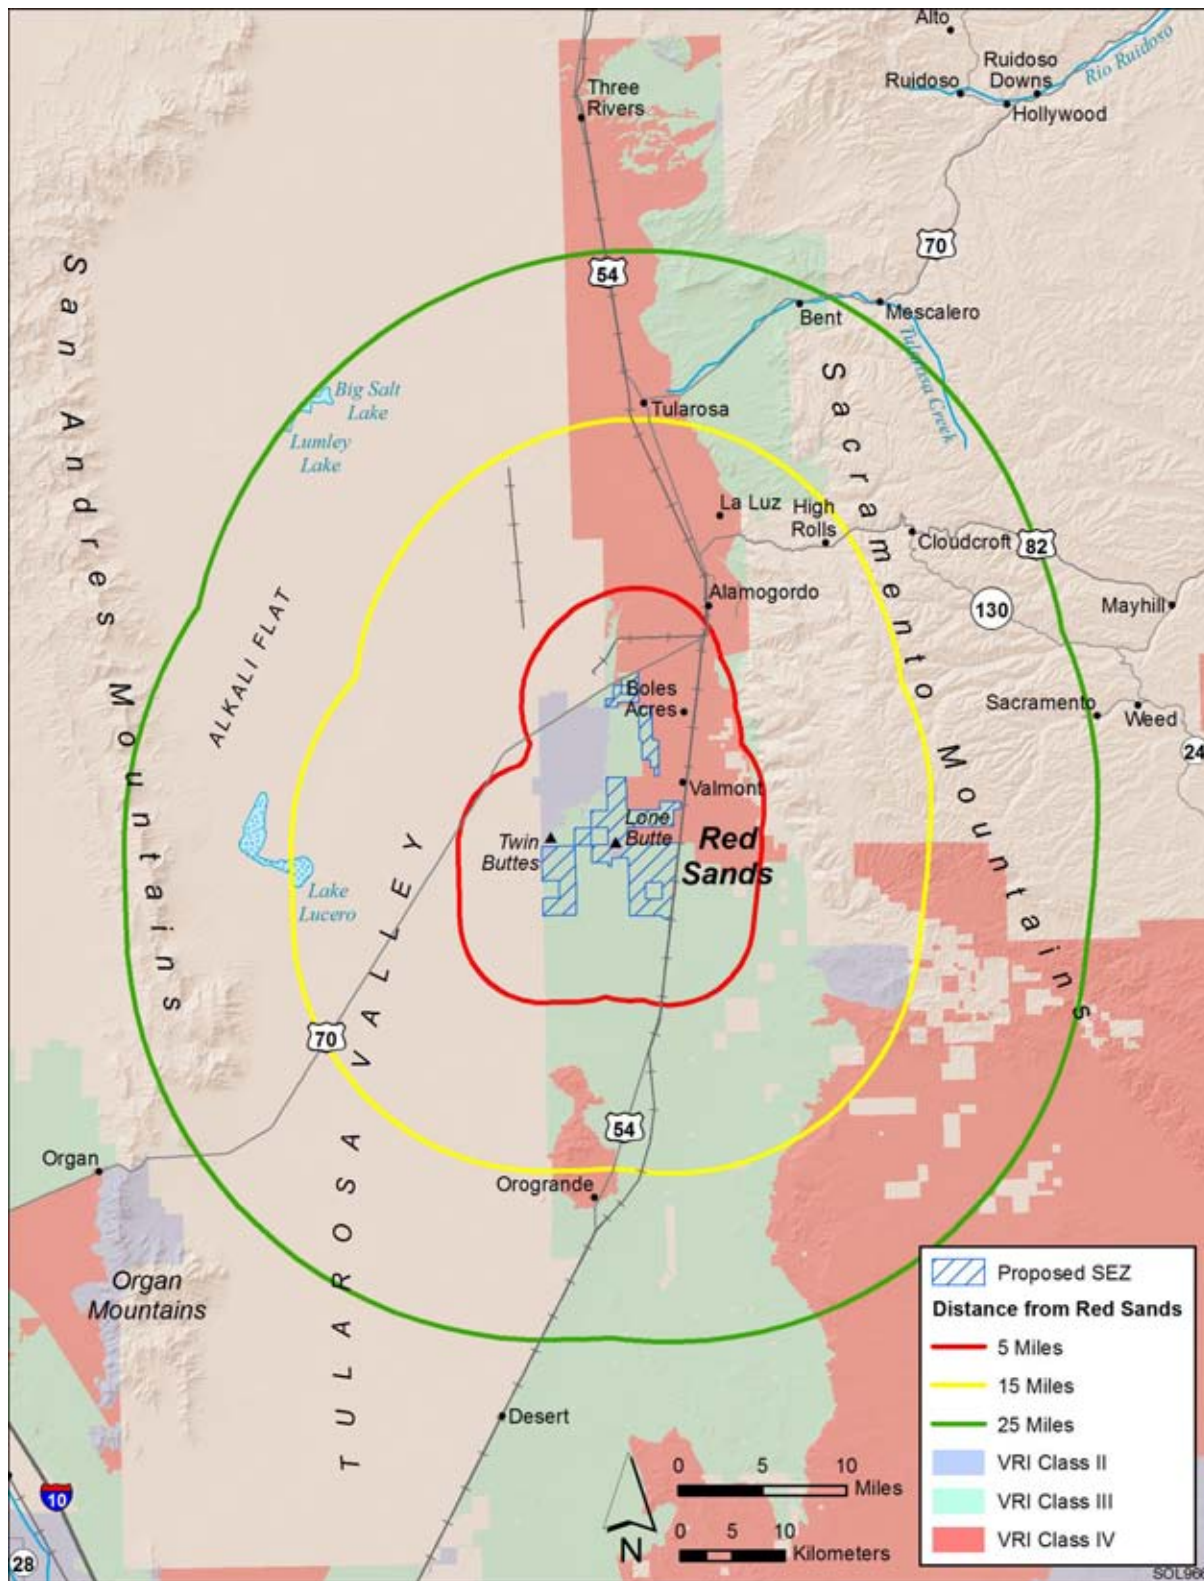 Alto
Ruidoso
Ruidoso
Downs
Rio Ruidoso
Hollywood
Three
Rivers
70
54
Bent
Mescalero
Tularosa Creek
San Andres Mountains
Sacramento Mountains
Big Salt
Lake
Lumley
Lake
Tularosa
La Luz
High
Rolls
Cloudcroft
82
130
Mayhill
Alamogordo
ALKALI FLAT
Boles
Acres
Sacramento
Weed
24
Valmont
Twin
Buttes
Lone
Butte
Red
Sands
Lake
Lucero
TULAROSA VALLEY
70
54
Organ
Orogrande
Organ
Mountains
Desert
10
28
N
0 5 10
Miles
0 5 10
Kilometers
Proposed SEZ
Distance from Red Sands
5 Miles
15 Miles
25 Miles
VRI Class II
VRI Class III
VRI Class IV